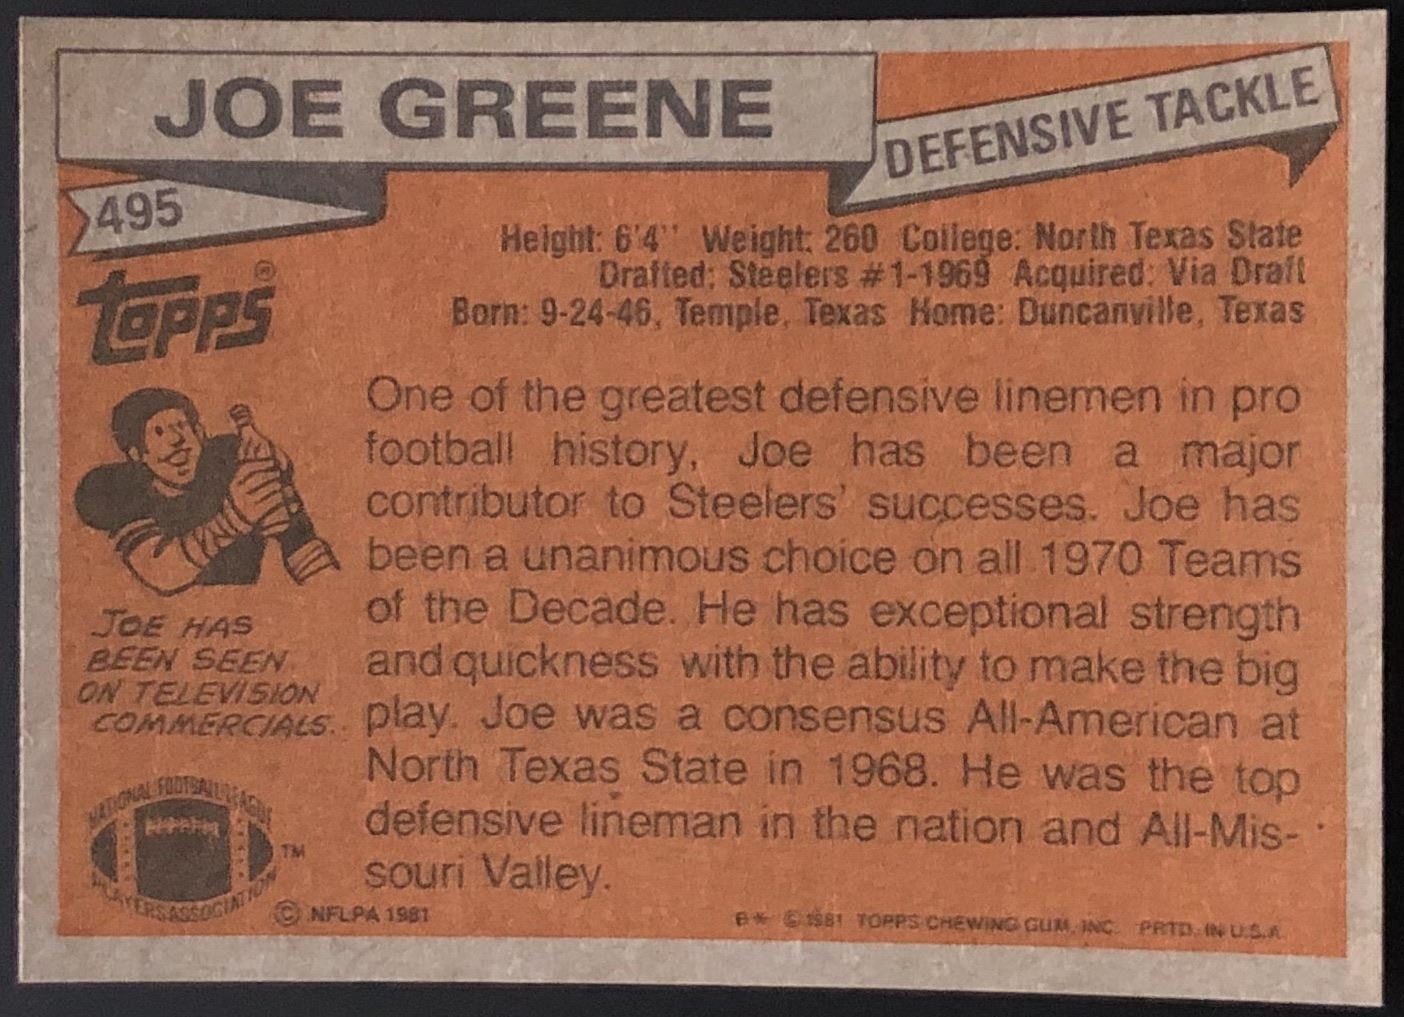 JOE GREENE
DEFENSIVE TACKLE
495
Height: 6'4" Weight: 260 College: North Texas State
Drafted: Steelers #1-1969 Acquired: Via Draft
Born: 9-24-46, Temple, Texas Home: Duncanville, Texas
TOPPS®
One of the greatest defensive linemen in pro
football history, Joe has been a major
contributor to Steelers' successes. Joe has
been a unanimous choice on all 1970 Teams
of the Decade. He has exceptional strength
and quickness with the ability to make the big
play. Joe was a consensus All-American at
North Texas State in 1968. He was the top
defensive lineman in the nation and All-Mis-
souri Valley.
JOE HAS
BEEN SEEN
ON TELEVISION
COMMERCIALS.
NATIONAL FOOTBALL LEAGUE
PLAYERS ASSOCIATION
TM
© NFLPA 1981
B* © 1981 TOPPS CHEWING GUM, INC. PRTD. IN U.S.A.